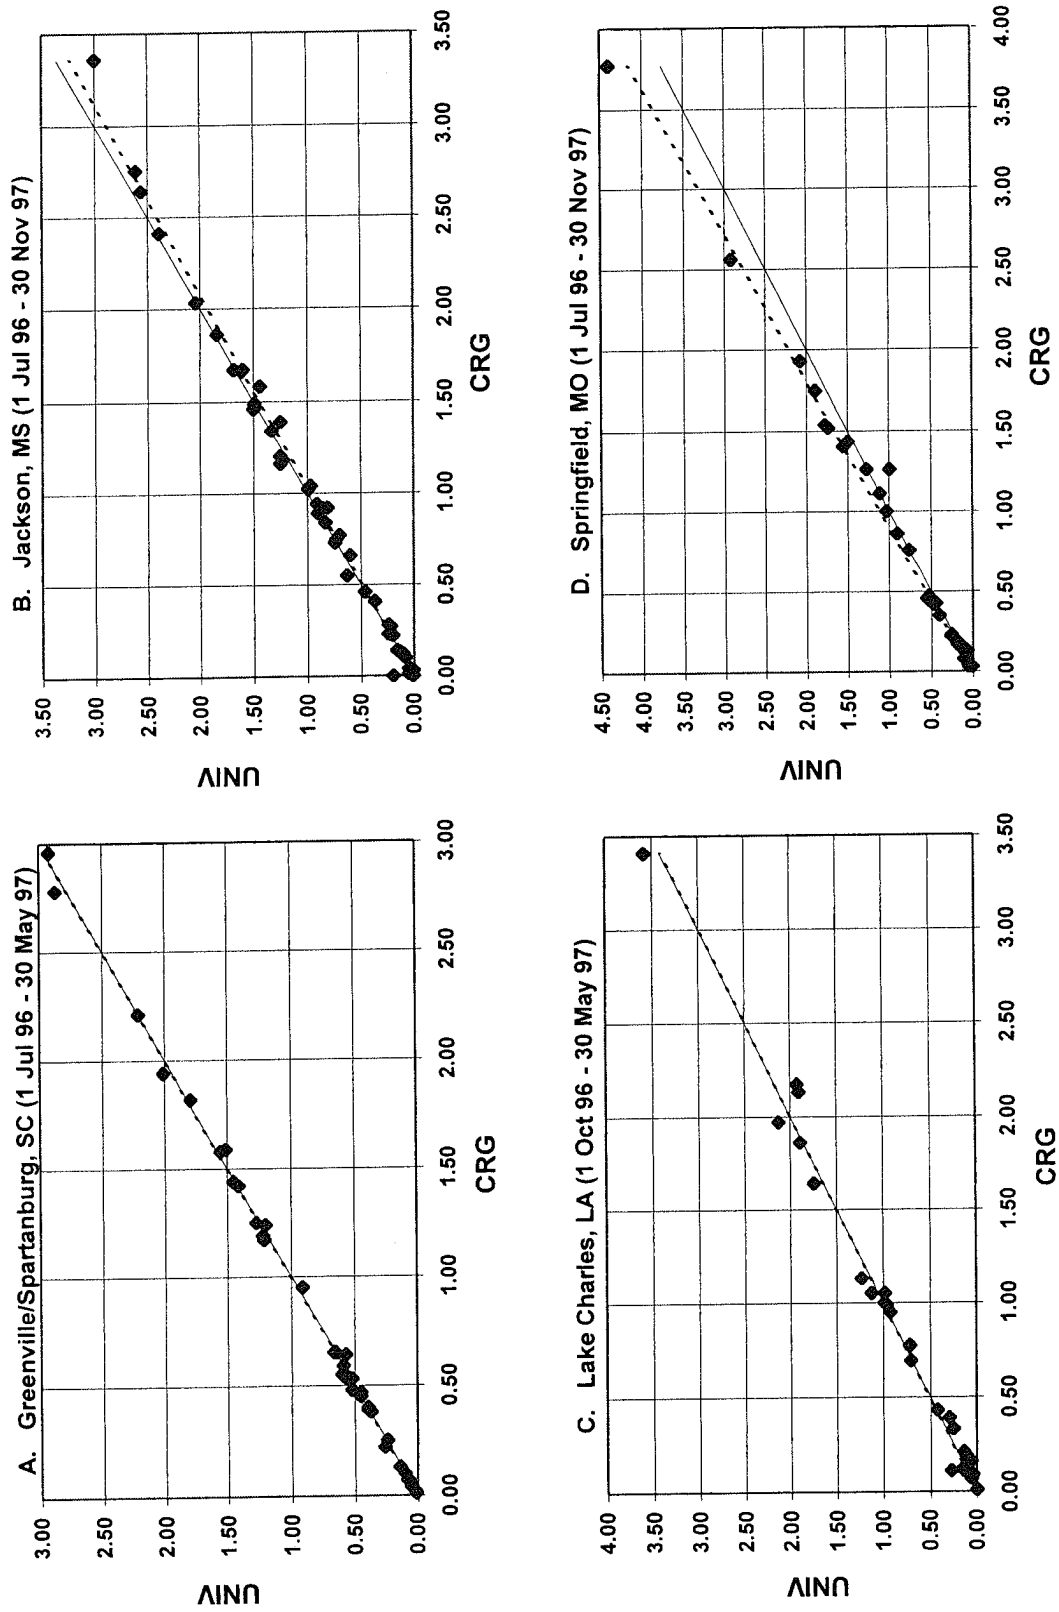 A. Greenville/Spartanburg, SC (1 Jul 96 - 30 May 97)
3.00
2.50
2.00
1.50
1.00
0.50
0.00
UNIV
0.00 0.50 1.00 1.50 2.00 2.50 3.00
CRG
B. Jackson, MS (1 Jul 96 - 30 Nov 97)
3.50
3.00
2.50
2.00
1.50
1.00
0.50
0.00
UNIV
0.00 0.50 1.00 1.50 2.00 2.50 3.00 3.50
CRG
C. Lake Charles, LA (1 Oct 96 - 30 May 97)
4.00
3.50
3.00
2.50
2.00
1.50
1.00
0.50
0.00
UNIV
0.00 0.50 1.00 1.50 2.00 2.50 3.00 3.50
CRG
D. Springfield, MO (1 Jul 96 - 30 Nov 97)
4.50
4.00
3.50
3.00
2.50
2.00
1.50
1.00
0.50
0.00
UNIV
0.00 0.50 1.00 1.50 2.00 2.50 3.00 3.50 4.00
CRG